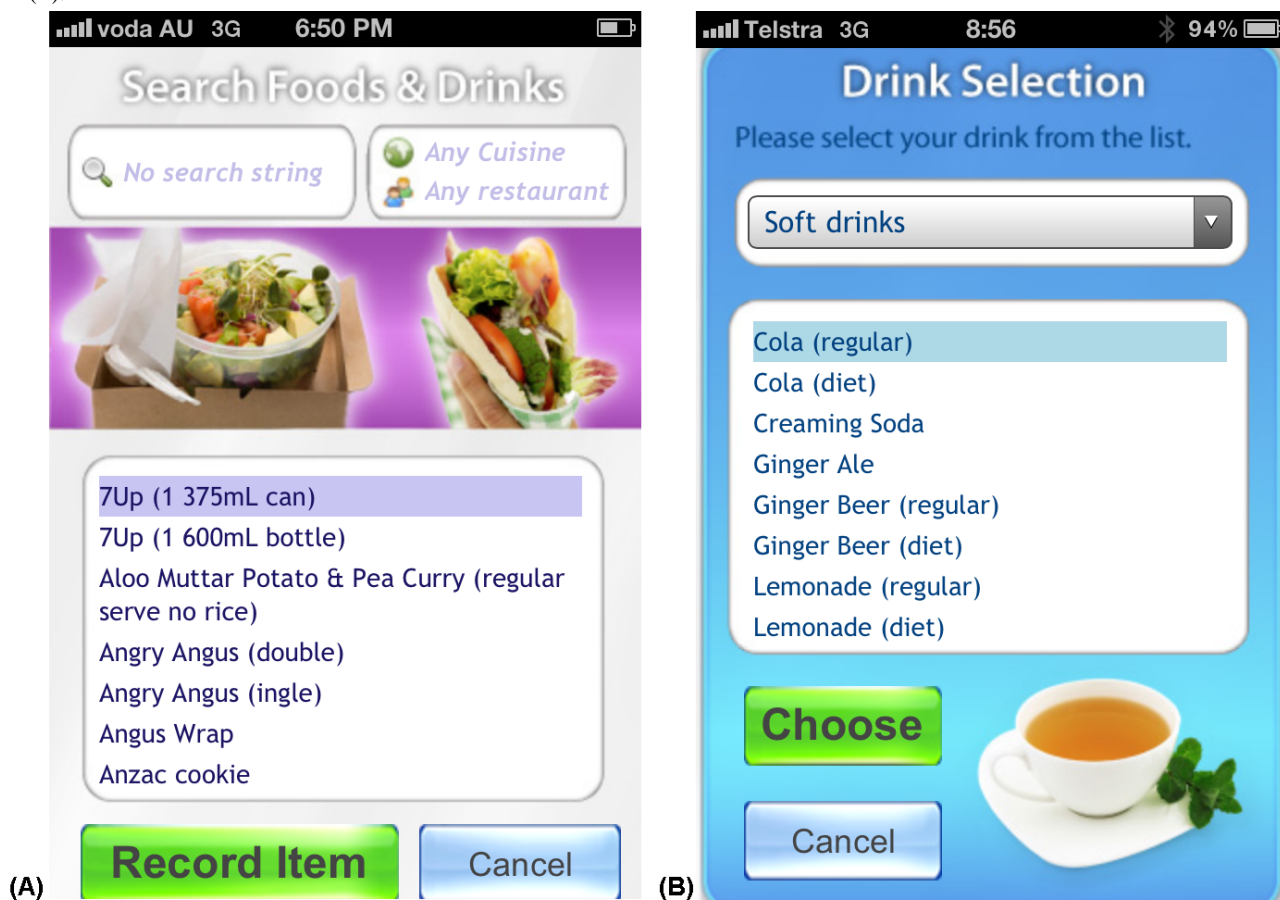 voda AU 3G 6:50 PM
Search Foods & Drinks
No search string
Any Cuisine
Any restaurant
7Up (1 375mL can)
7Up (1 600mL bottle)
Aloo Muttar Potato & Pea Curry (regular
serve no rice)
Angry Angus (double)
Angry Angus (ingle)
Angus Wrap
Anzac cookie
Record Item
Cancel
(A)
Telstra 3G 8:56 94%
Drink Selection
Please select your drink from the list.
Soft drinks
Cola (regular)
Cola (diet)
Creaming Soda
Ginger Ale
Ginger Beer (regular)
Ginger Beer (diet)
Lemonade (regular)
Lemonade (diet)
Choose
Cancel
(B)